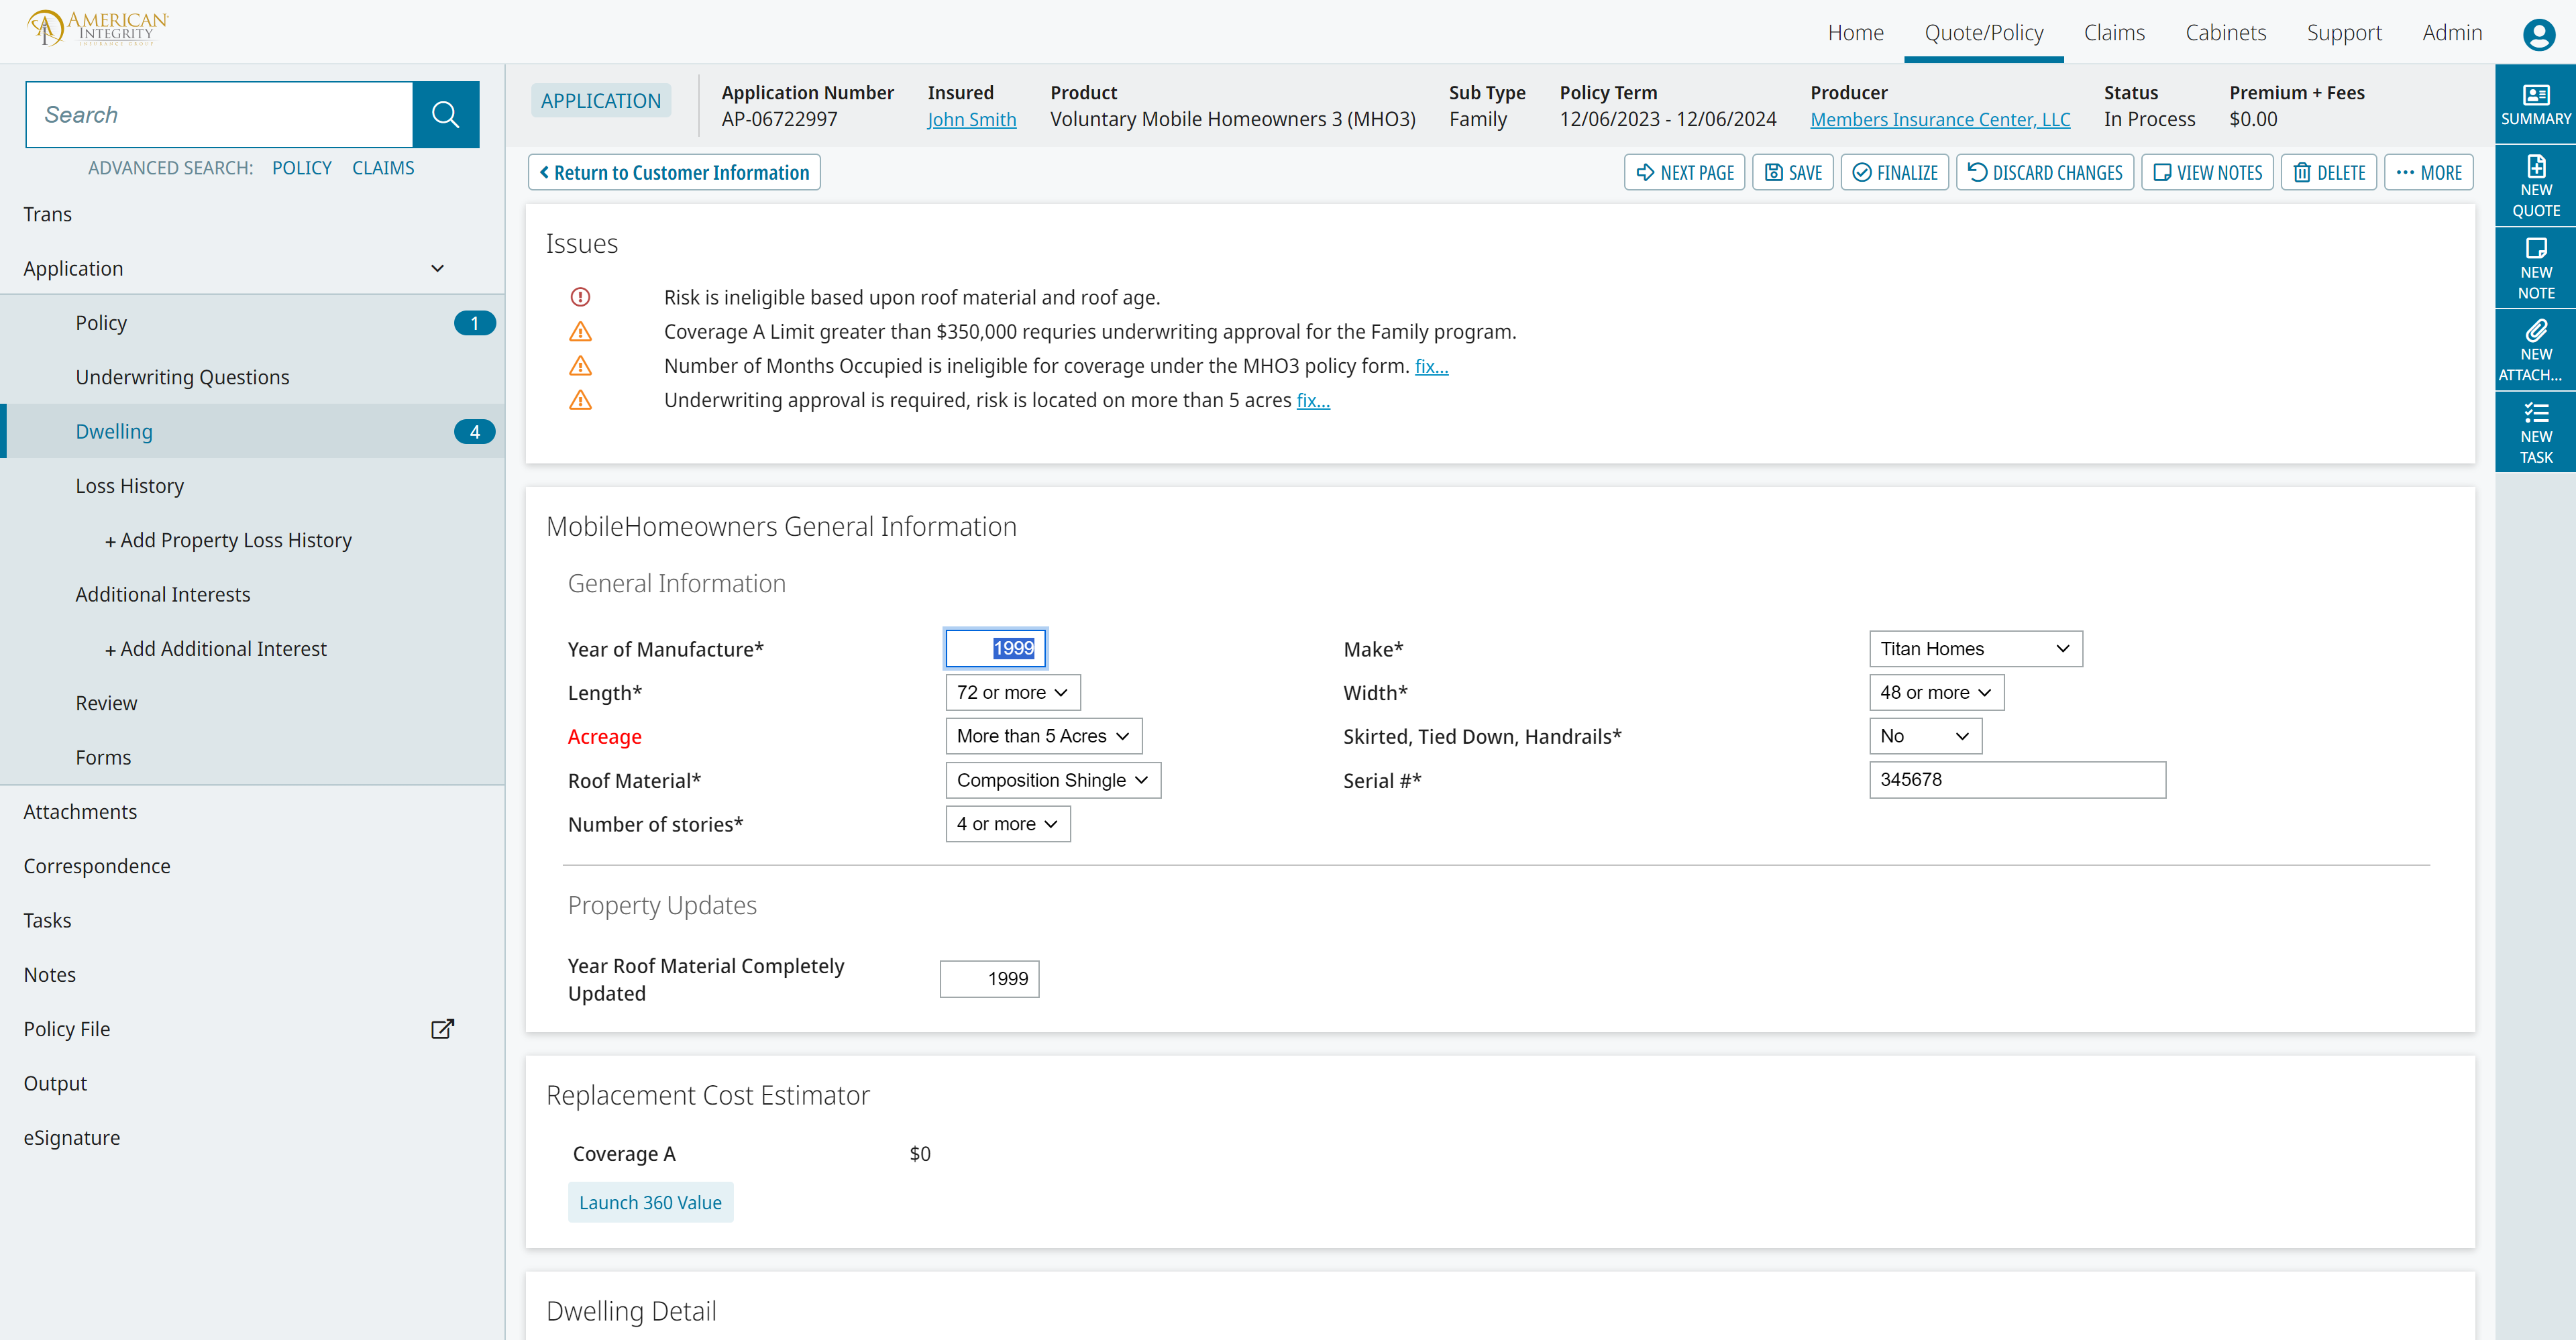 AMERICAN
INTEGRITY
INSURANCE GROUP
Home
Quote/Policy
Claims
Cabinets
Support
Admin
Search
ADVANCED SEARCH: POLICY CLAIMS
Trans
Application
Policy 1
Underwriting Questions
Dwelling 4
Loss History
+ Add Property Loss History
Additional Interests
+ Add Additional Interest
Review
Forms
Attachments
Correspondence
Tasks
Notes
Policy File
Output
eSignature
APPLICATION
Application Number
AP-06722997
Insured
John Smith
Product
Voluntary Mobile Homeowners 3 (MHO3)
Sub Type
Family
Policy Term
12/06/2023 - 12/06/2024
Producer
Members Insurance Center, LLC
Status
In Process
Premium + Fees
$0.00
Return to Customer Information
NEXT PAGE
SAVE
FINALIZE
DISCARD CHANGES
VIEW NOTES
DELETE
MORE
Issues
Risk is ineligible based upon roof material and roof age.
Coverage A Limit greater than $350,000 requries underwriting approval for the Family program.
Number of Months Occupied is ineligible for coverage under the MHO3 policy form. fix...
Underwriting approval is required, risk is located on more than 5 acres fix...
MobileHomeowners General Information
General Information
Year of Manufacture* 1999
Make* Titan Homes
Length* 72 or more
Width* 48 or more
Acreage More than 5 Acres
Skirted, Tied Down, Handrails* No
Roof Material* Composition Shingle
Serial #* 345678
Number of stories* 4 or more
Property Updates
Year Roof Material Completely
Updated 1999
Replacement Cost Estimator
Coverage A $0
Launch 360 Value
Dwelling Detail
SUMMARY
NEW
QUOTE
NEW
NOTE
NEW
ATTACH...
NEW
TASK